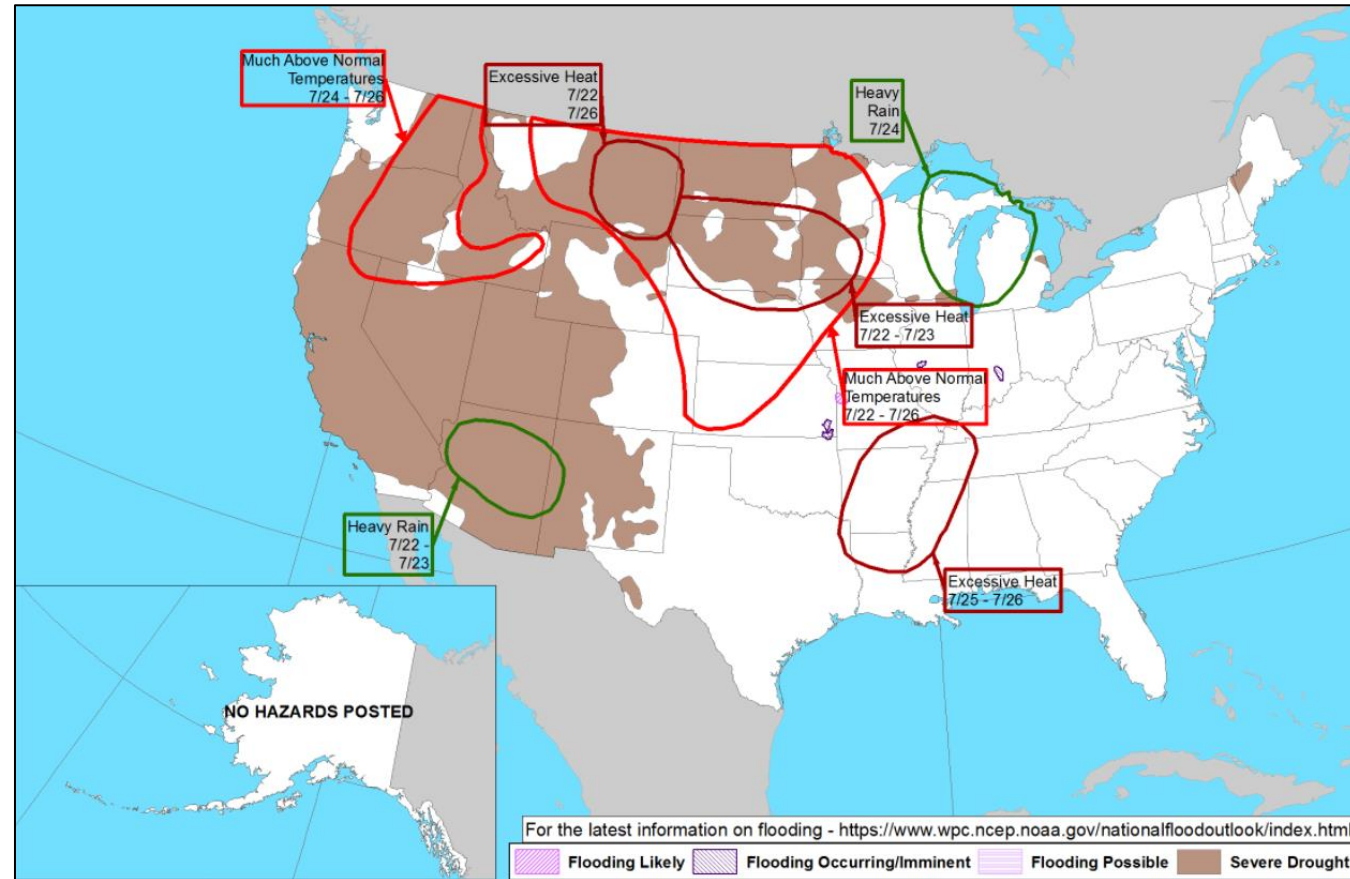 Much Above Normal
Temperatures
7/24 - 7/26
Excessive Heat
7/22
7/26
Heavy
Rain
7/24
Excessive Heat
7/22 - 7/23
Much Above Normal
Temperatures
7/22 - 7/26
Heavy Rain
7/22 -
7/23
Excessive Heat
7/25 - 7/26
NO HAZARDS POSTED
For the latest information on flooding - https://www.wpc.ncep.noaa.gov/nationalfloodoutlook/index.html
Flooding Likely
Flooding Occurring/Imminent
Flooding Possible
Severe Drought